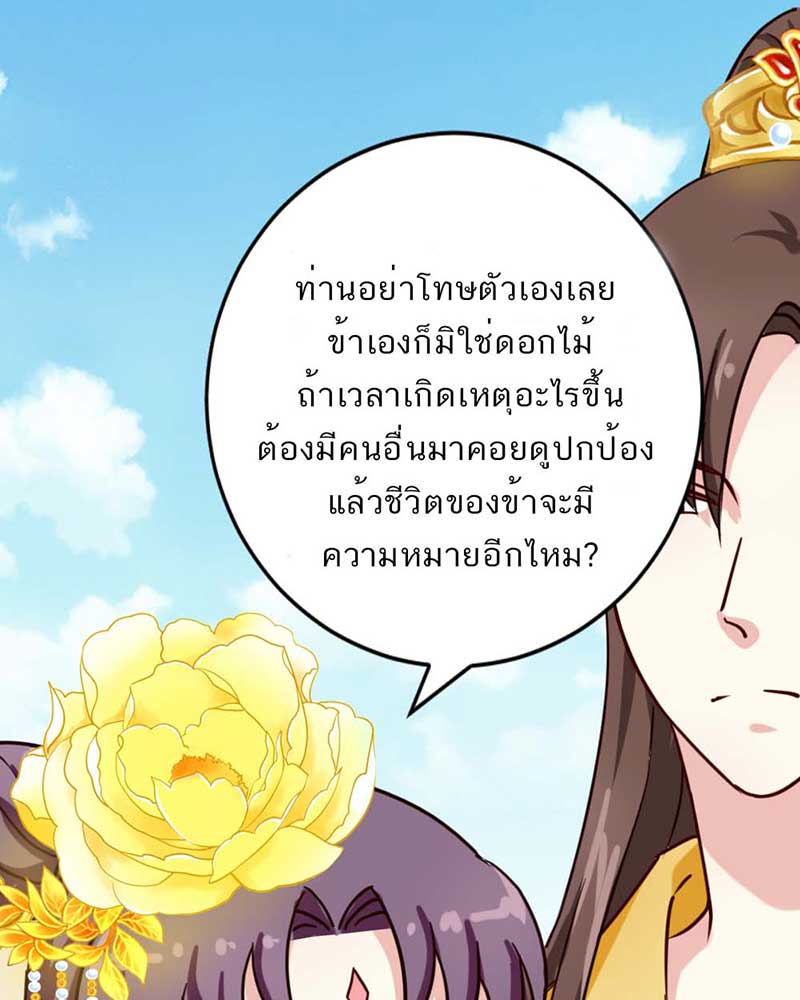 ท่านอย่าโทษตัวเองเลย
ข้าเองก็มิใช่ดอกไม้
ถ้าเวลาเกิดเหตุอะไรขึ้น
ต้องมีคนอื่นมาคอยดูปกป้อง
แล้วชีวิตของข้าจะมี
ความหมายอีกไหม?